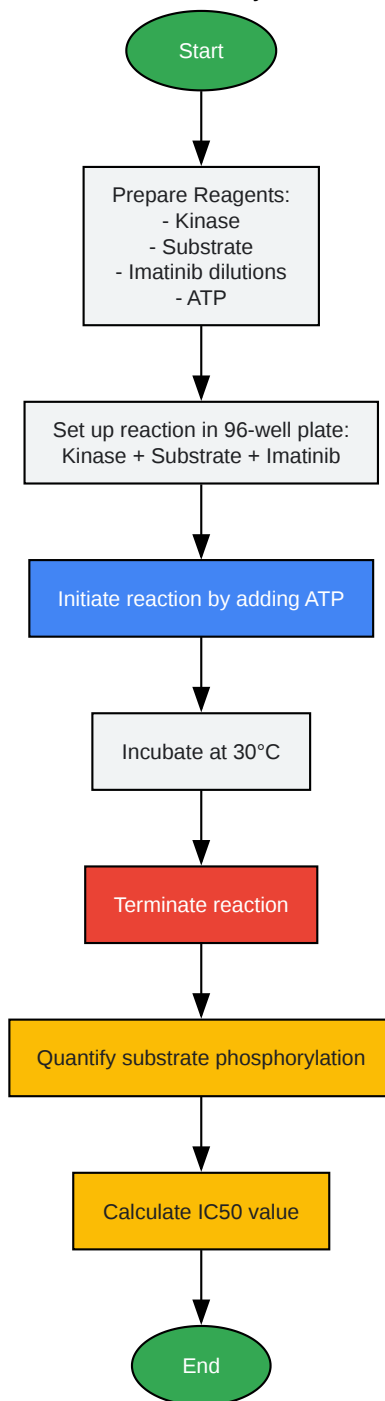 Start
Prepare Reagents:
- Kinase
- Substrate
- Imatinib dilutions
- ATP
Set up reaction in 96-well plate:
Kinase + Substrate + Imatinib
Initiate reaction by adding ATP
Incubate at 30°C
Terminate reaction
Quantify substrate phosphorylation
Calculate IC50 value
End